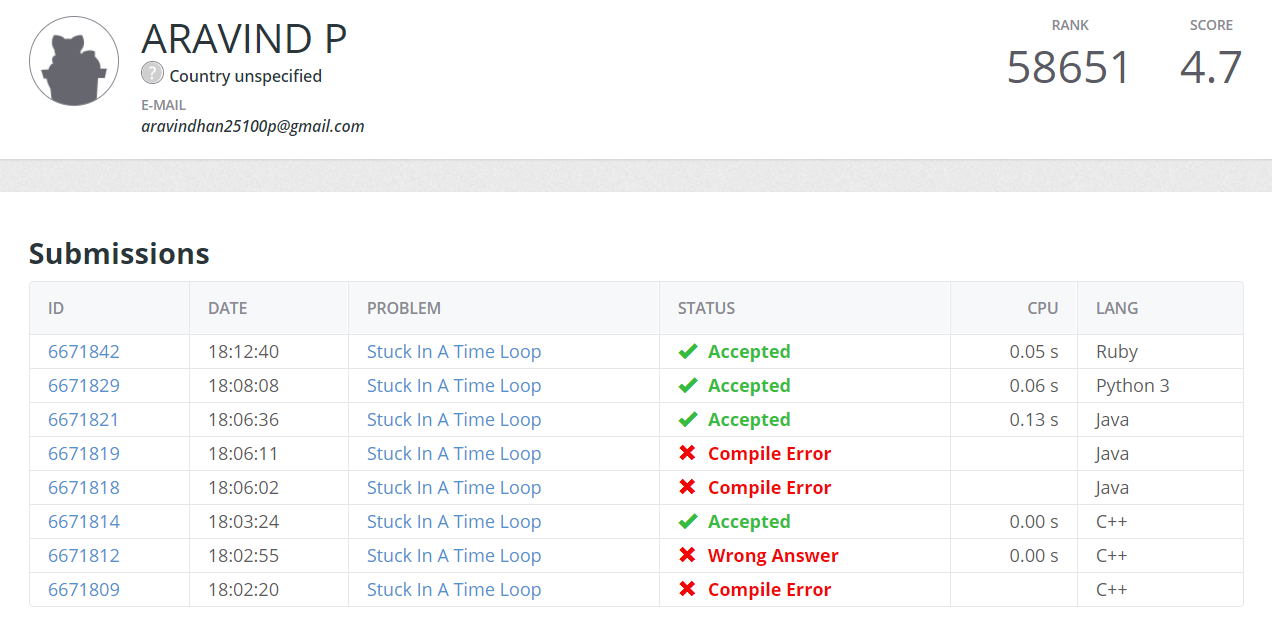 ARAVIND P
? Country unspecified
E-MAIL
aravindhan25100p@gmail.com
RANK
58651
SCORE
4.7
Submissions
ID DATE PROBLEM STATUS CPU LANG
6671842 18:12:40 Stuck In A Time Loop Accepted 0.05 s Ruby
6671829 18:08:08 Stuck In A Time Loop Accepted 0.06 s Python 3
6671821 18:06:36 Stuck In A Time Loop Accepted 0.13 s Java
6671819 18:06:11 Stuck In A Time Loop Compile Error Java
6671818 18:06:02 Stuck In A Time Loop Compile Error Java
6671814 18:03:24 Stuck In A Time Loop Accepted 0.00 s C++
6671812 18:02:55 Stuck In A Time Loop Wrong Answer 0.00 s C++
6671809 18:02:20 Stuck In A Time Loop Compile Error C++